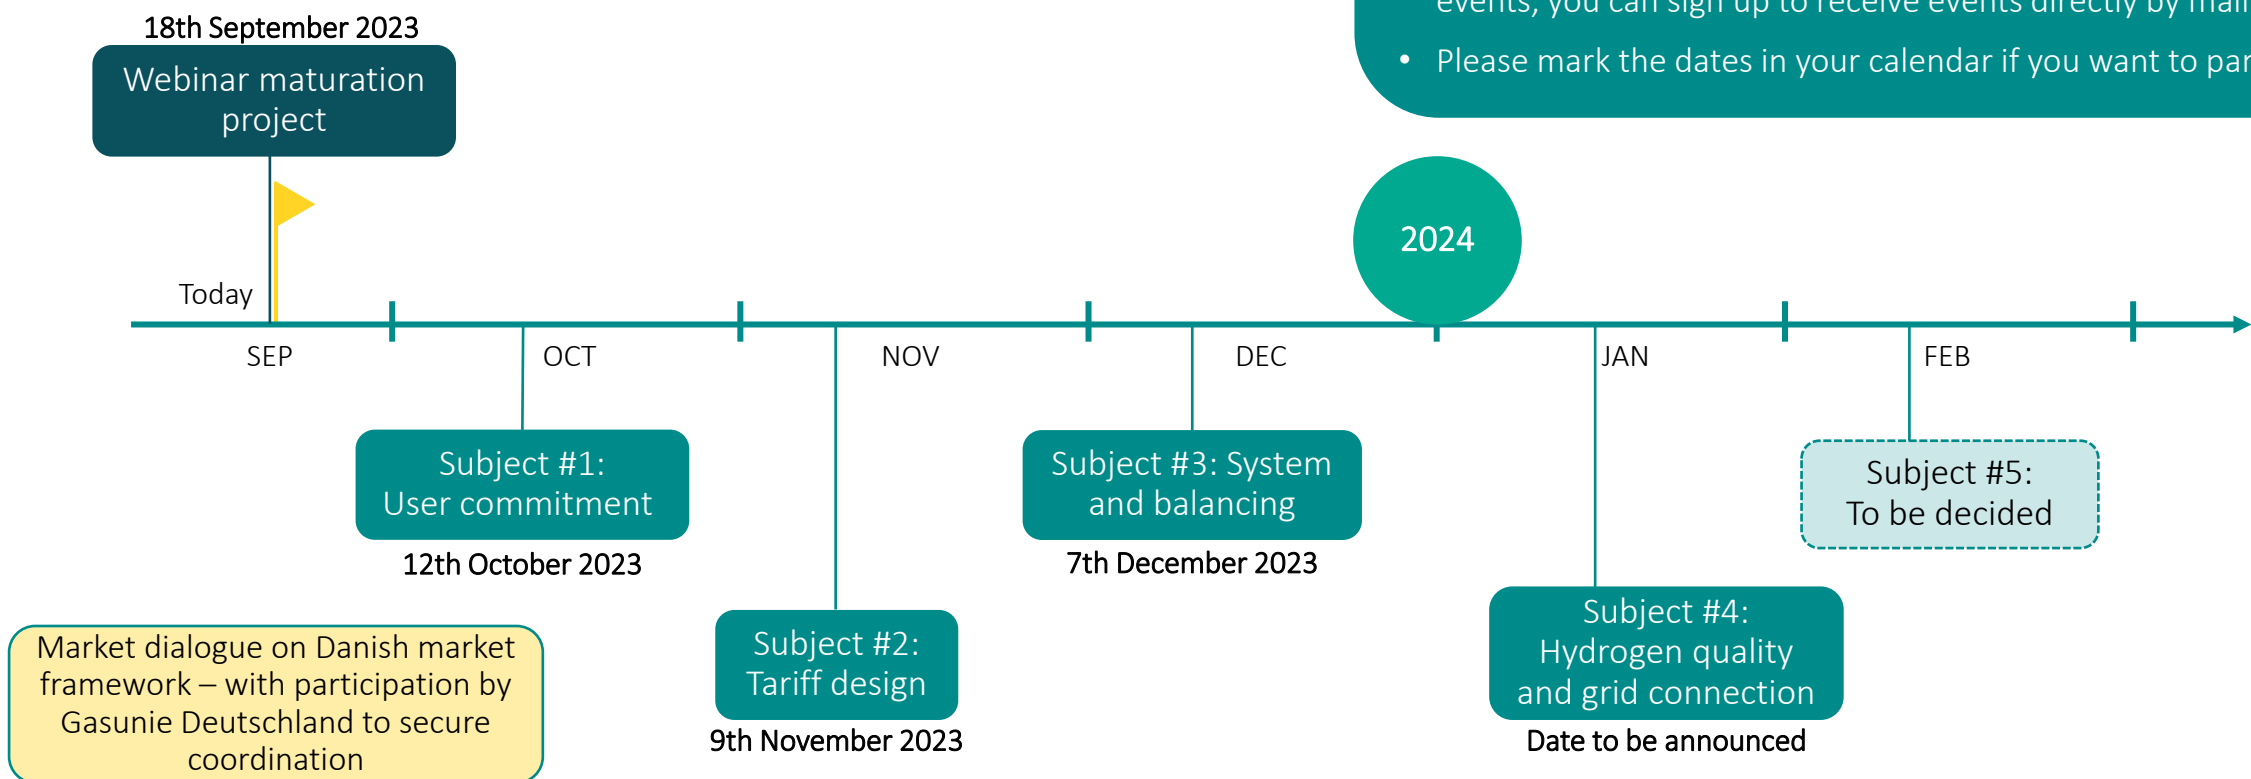 events, you can sign up to receive events directly by mail
• Please mark the dates in your calendar if you want to par
18th September 2023
Webinar maturation
project
2024
Today
SEP
OCT
NOV
DEC
JAN
FEB
Subject #1:
User commitment
12th October 2023
Subject #2:
Tariff design
9th November 2023
Subject #3: System
and balancing
7th December 2023
Subject #4:
Hydrogen quality
and grid connection
Date to be announced
Subject #5:
To be decided
Market dialogue on Danish market
framework – with participation by
Gasunie Deutschland to secure
coordination